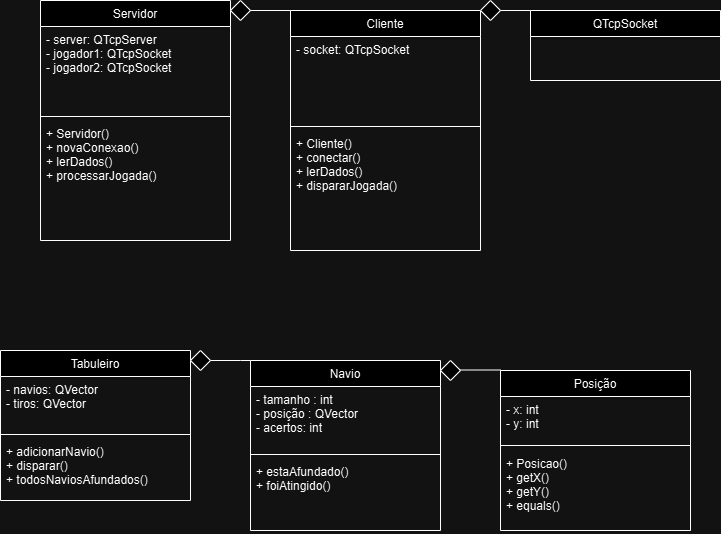 Servidor
- server: QTcpServer
- jogador1: QTcpSocket
- jogador2: QTcpSocket
+ Servidor()
+ novaConexao()
+ lerDados()
+ processarJogada()
Cliente
- socket: QTcpSocket
+ Cliente()
+ conectar()
+ lerDados()
+ dispararJogada()
QTcpSocket
Tabuleiro
- navios: QVector
- tiros: QVector
+ adicionarNavio()
+ disparar()
+ todosNaviosAfundados()
Navio
- tamanho : int
- posição : QVector
- acertos: int
+ estaAfundado()
+ foiAtingido()
Posição
- x: int
- y: int
+ Posicao()
+ getX()
+ getY()
+ equals()